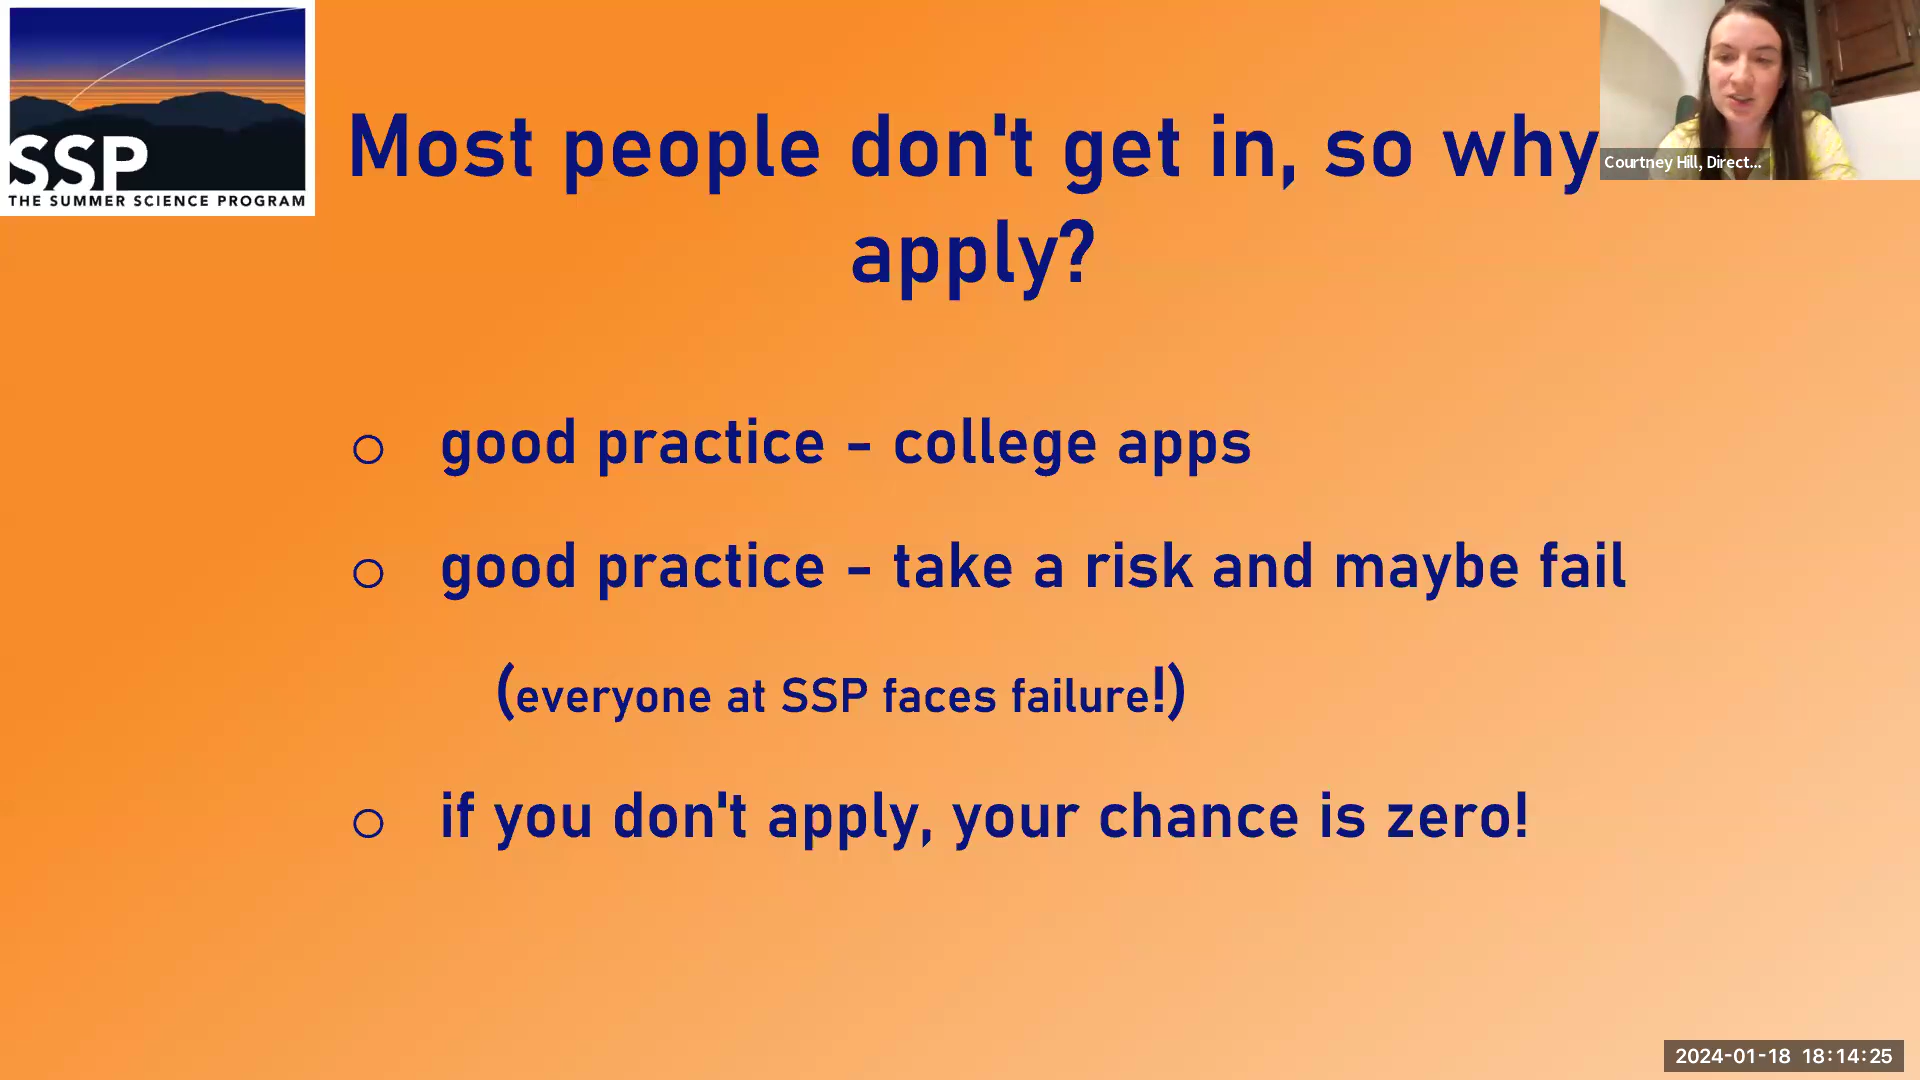 SSP
THE SUMMER SCIENCE PROGRAM
Courtney Hill, Direct...
Most people don't get in, so why
apply?
o good practice - college apps
o good practice - take a risk and maybe fail
(everyone at SSP faces failure!)
o if you don't apply, your chance is zero!
2024-01-18 18:14:25